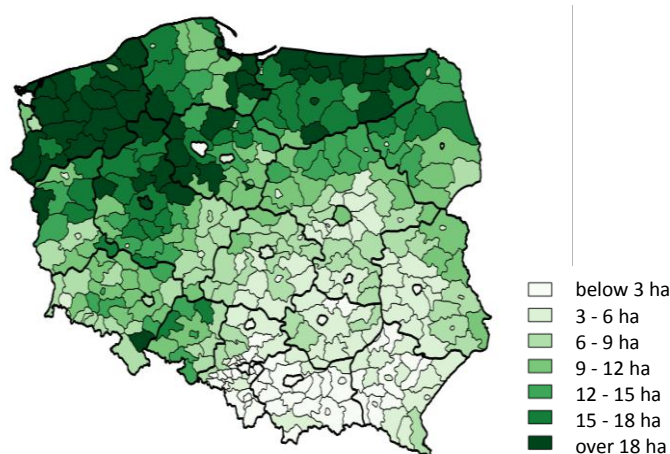 below 3 ha
3 - 6 ha
6 - 9 ha
9 - 12 ha
12 - 15 ha
15 - 18 ha
over 18 ha